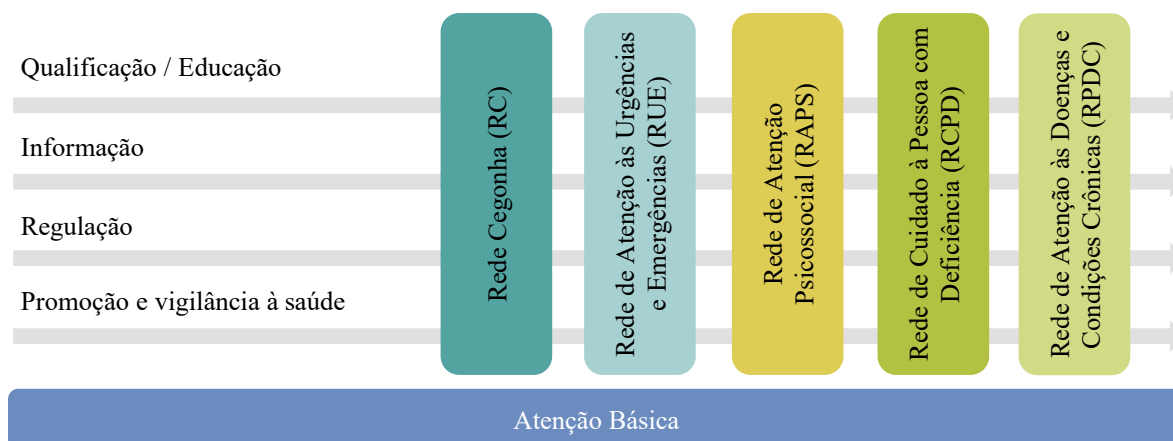 Qualificação / Educação
Informação
Regulação
Promoção e vigilância à saúde
Rede Cegonha (RC)
Rede de Atenção às Urgências
e Emergências (RUE)
Rede de Atenção
Psicossocial (RAPS)
Rede de Cuidado à Pessoa com
Deficiência (RCPD)
Rede de Atenção às Doenças e
Condições Crônicas (RPDC)
Atenção Básica